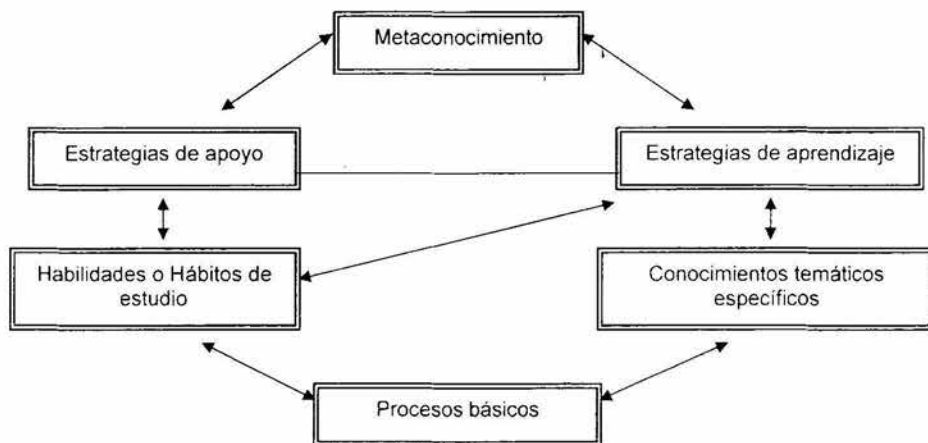 Metaconocimiento
Estrategias de apoyo
Estrategias de aprendizaje
Habilidades o Hábitos de
estudio
Conocimientos temáticos
específicos
Procesos básicos